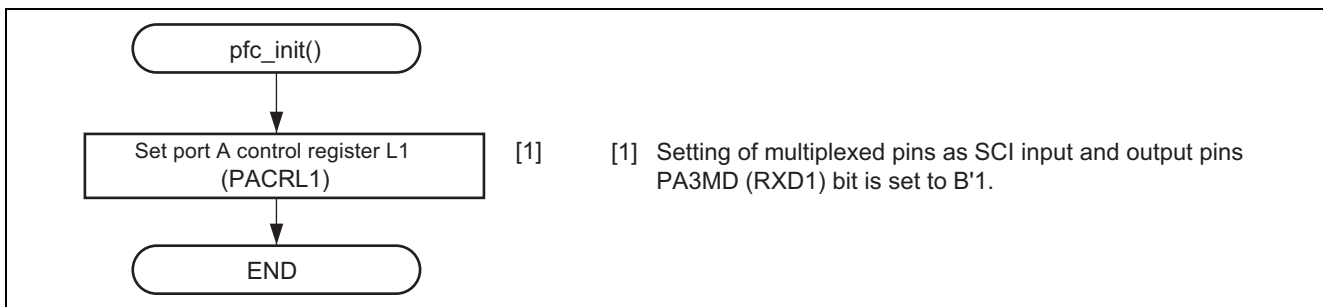 pfc_init()
Set port A control register L1
(PACRL1)
[1]
[1] Setting of multiplexed pins as SCI input and output pins
PA3MD (RXD1) bit is set to B'1.
END